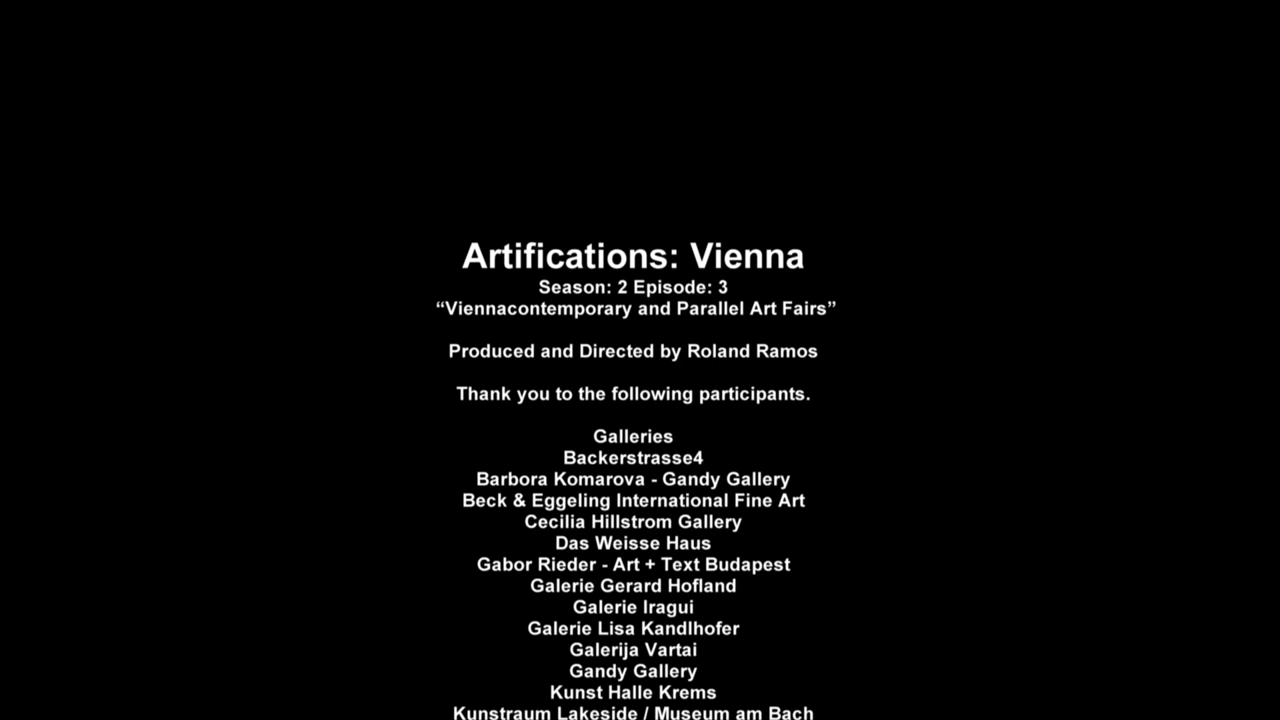 Artifications: Vienna
Season: 2 Episode: 3
“Viennacontemporary and Parallel Art Fairs”
Produced and Directed by Roland Ramos
Thank you to the following participants.
Galleries
Backerstrasse4
Barbora Komarova - Gandy Gallery
Beck & Eggeling International Fine Art
Cecilia Hillstrom Gallery
Das Weisse Haus
Gabor Rieder - Art + Text Budapest
Galerie Gerard Hofland
Galerie Iragui
Galerie Lisa Kandlhofer
Galerija Vartai
Gandy Gallery
Kunst Halle Krems
Kunstraum Lakeside / Museum am Bach